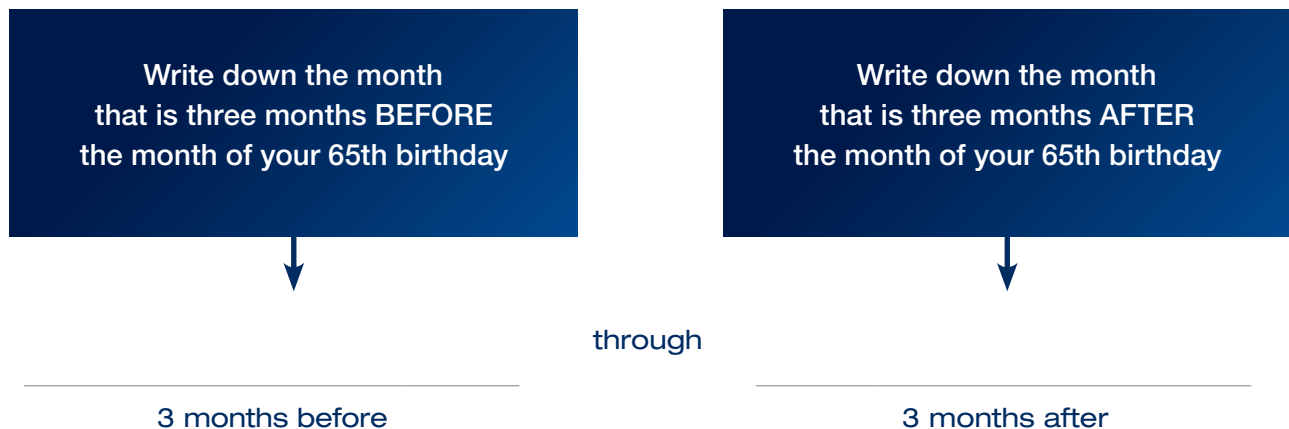 Write down the month
that is three months BEFORE
the month of your 65th birthday
Write down the month
that is three months AFTER
the month of your 65th birthday
through
3 months before
3 months after